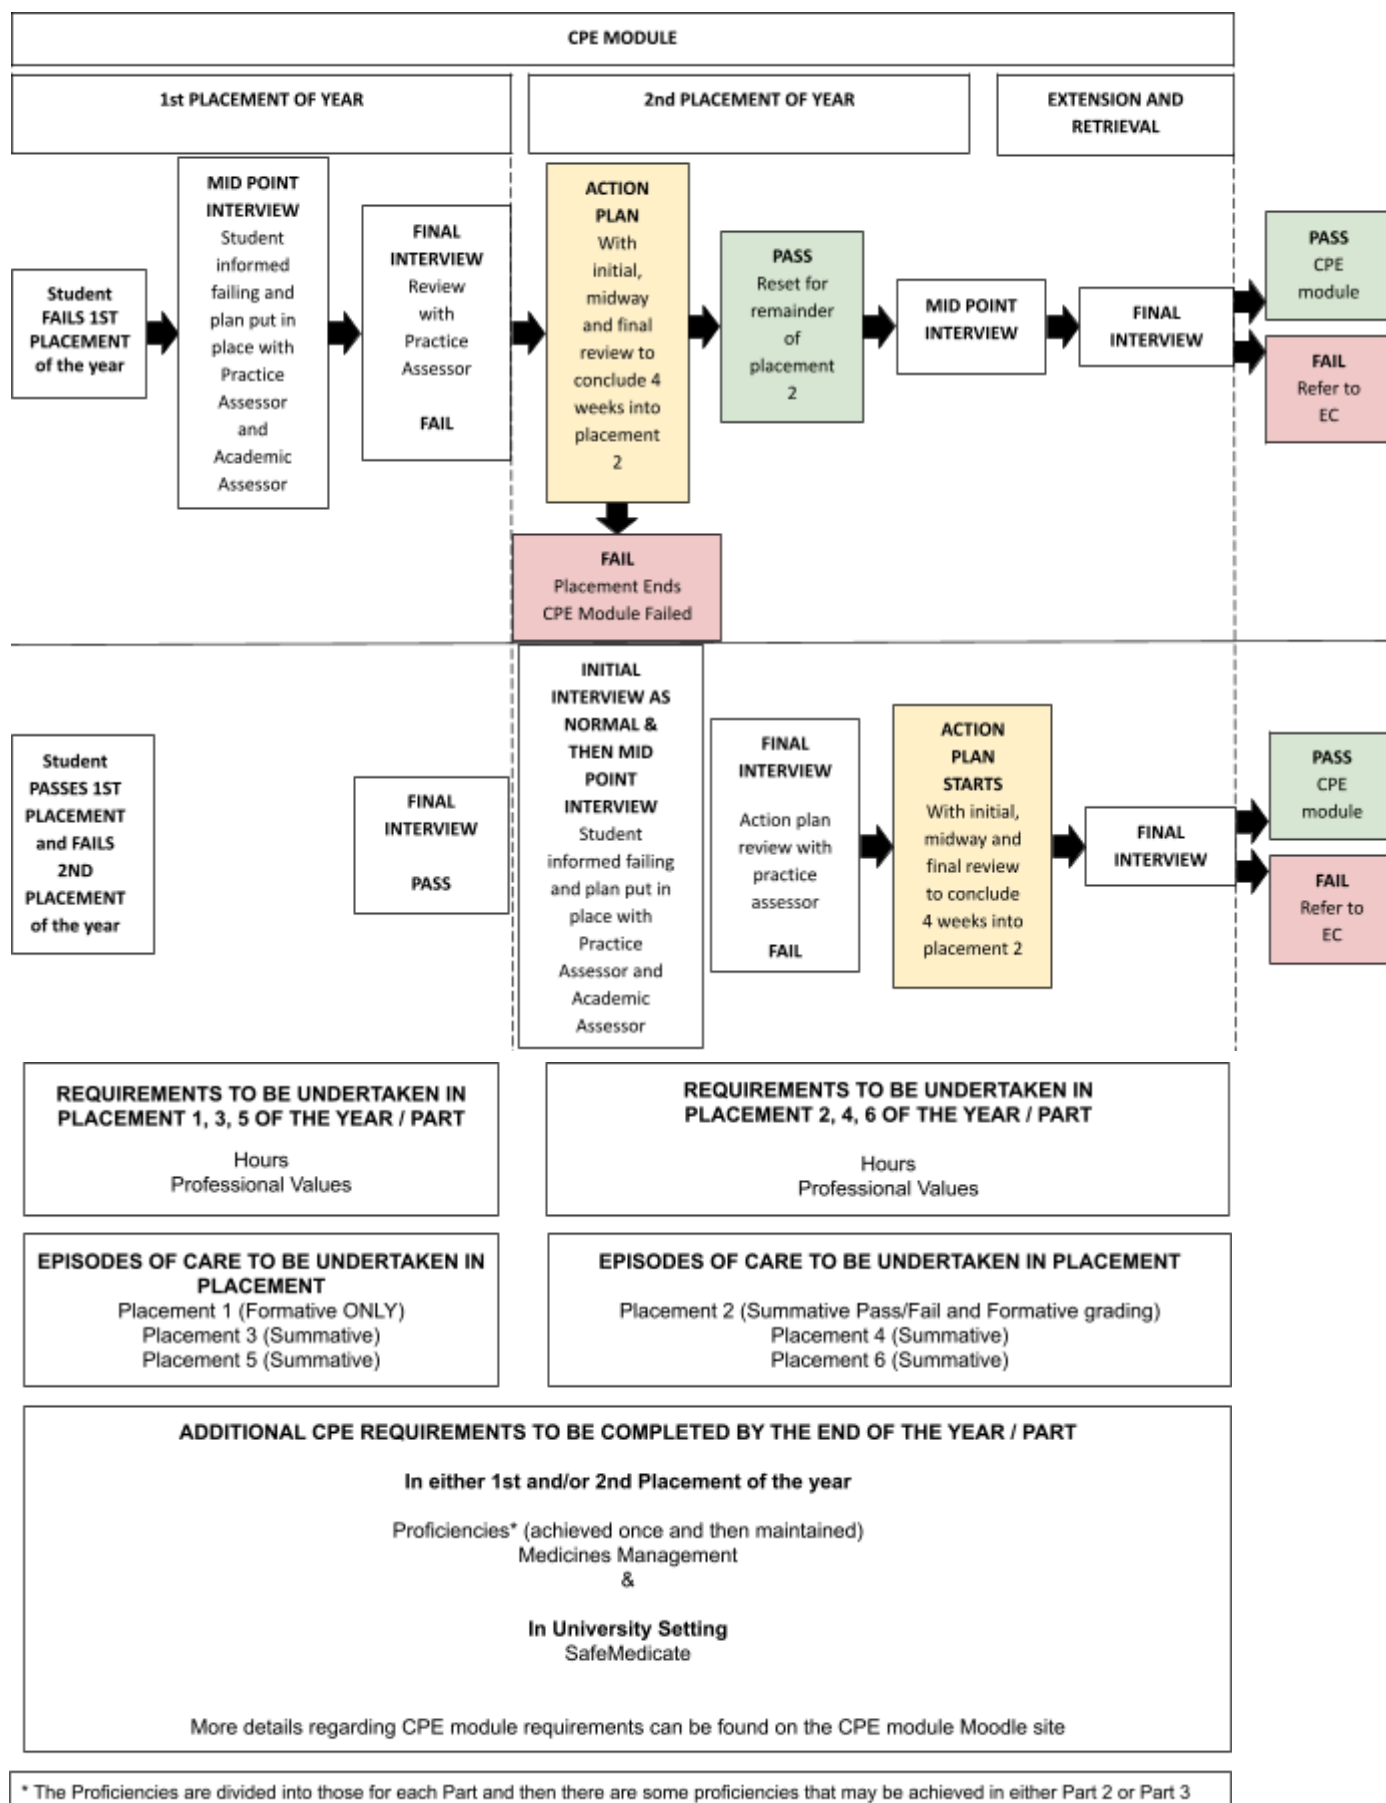 CPE MODULE
1st PLACEMENT OF YEAR
2nd PLACEMENT OF YEAR
EXTENSION AND
RETRIEVAL
Student
FAILS 1ST
PLACEMENT
of the year
MID POINT
INTERVIEW
Student
informed
failing and
plan put in
place with
Practice
Assessor
and
Academic
Assessor
FINAL
INTERVIEW
Review
with
Practice
Assessor
FAIL
ACTION
PLAN
With
initial,
midway
and final
review to
conclude 4
weeks into
placement
2
PASS
Reset for
remainder
of
placement
2
MID POINT
INTERVIEW
FINAL
INTERVIEW
PASS
CPE
module
FAIL
Refer to
EC
FAIL
Placement Ends
CPE Module Failed
Student
PASSES 1ST
PLACEMENT
and FAILS
2ND
PLACEMENT
of the year
FINAL
INTERVIEW
PASS
INITIAL
INTERVIEW AS
NORMAL &
THEN MID
POINT
INTERVIEW
Student
informed failing
and plan put in
place with
Practice
Assessor and
Academic
Assessor
FINAL
INTERVIEW
Action plan
review with
practice
assessor
FAIL
ACTION
PLAN
STARTS
With initial,
midway and
final review
to conclude
4 weeks into
placement 2
FINAL
INTERVIEW
PASS
CPE
module
FAIL
Refer to
EC
REQUIREMENTS TO BE UNDERTAKEN IN
PLACEMENT 1, 3, 5 OF THE YEAR / PART
Hours
Professional Values
REQUIREMENTS TO BE UNDERTAKEN IN
PLACEMENT 2, 4, 6 OF THE YEAR / PART
Hours
Professional Values
EPISODES OF CARE TO BE UNDERTAKEN IN
PLACEMENT
Placement 1 (Formative ONLY)
Placement 3 (Summative)
Placement 5 (Summative)
EPISODES OF CARE TO BE UNDERTAKEN IN PLACEMENT
Placement 2 (Summative Pass/Fail and Formative grading)
Placement 4 (Summative)
Placement 6 (Summative)
ADDITIONAL CPE REQUIREMENTS TO BE COMPLETED BY THE END OF THE YEAR / PART
In either 1st and/or 2nd Placement of the year
Proficiencies* (achieved once and then maintained)
Medicines Management
&
In University Setting
SafeMedicate
More details regarding CPE module requirements can be found on the CPE module Moodle site
* The Proficiencies are divided into those for each Part and then there are some proficiencies that may be achieved in either Part 2 or Part 3